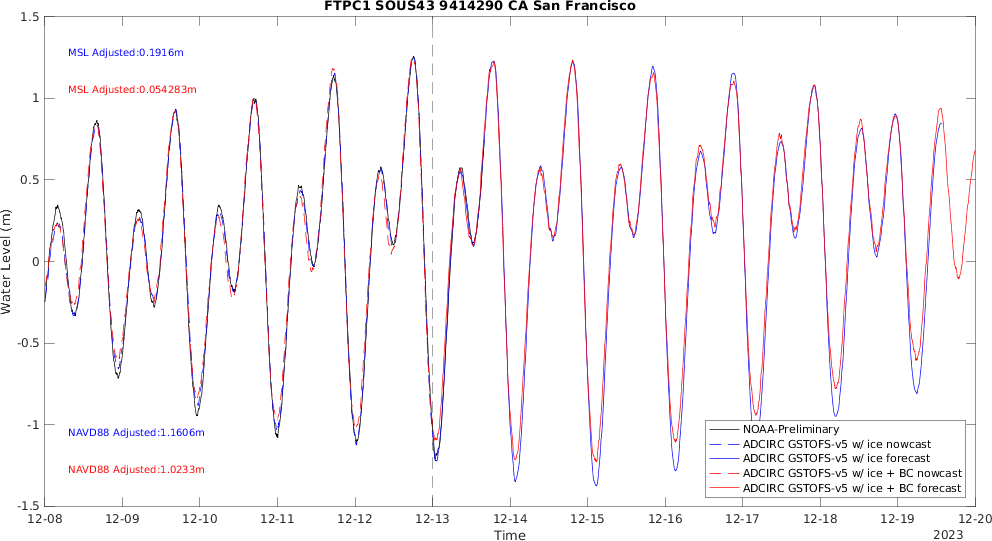 FTPC1 SOUS43 9414290 CA San Francisco
1.5
MSL Adjusted:0.1916m
MSL Adjusted:0.054283m
1
0.5
0
Water Level (m)
-0.5
-1
NAVD88 Adjusted:1.1606m
NAVD88 Adjusted:1.0233m
-1.5
NOAA-Preliminary
ADCIRC GSTOFS-v5 w/ ice nowcast
ADCIRC GSTOFS-v5 w/ ice forecast
ADCIRC GSTOFS-v5 w/ ice + BC nowcast
ADCIRC GSTOFS-v5 w/ ice + BC forecast
12-08 12-09 12-10 12-11 12-12 12-13 12-14 12-15 12-16 12-17 12-18 12-19 12-20
Time
2023